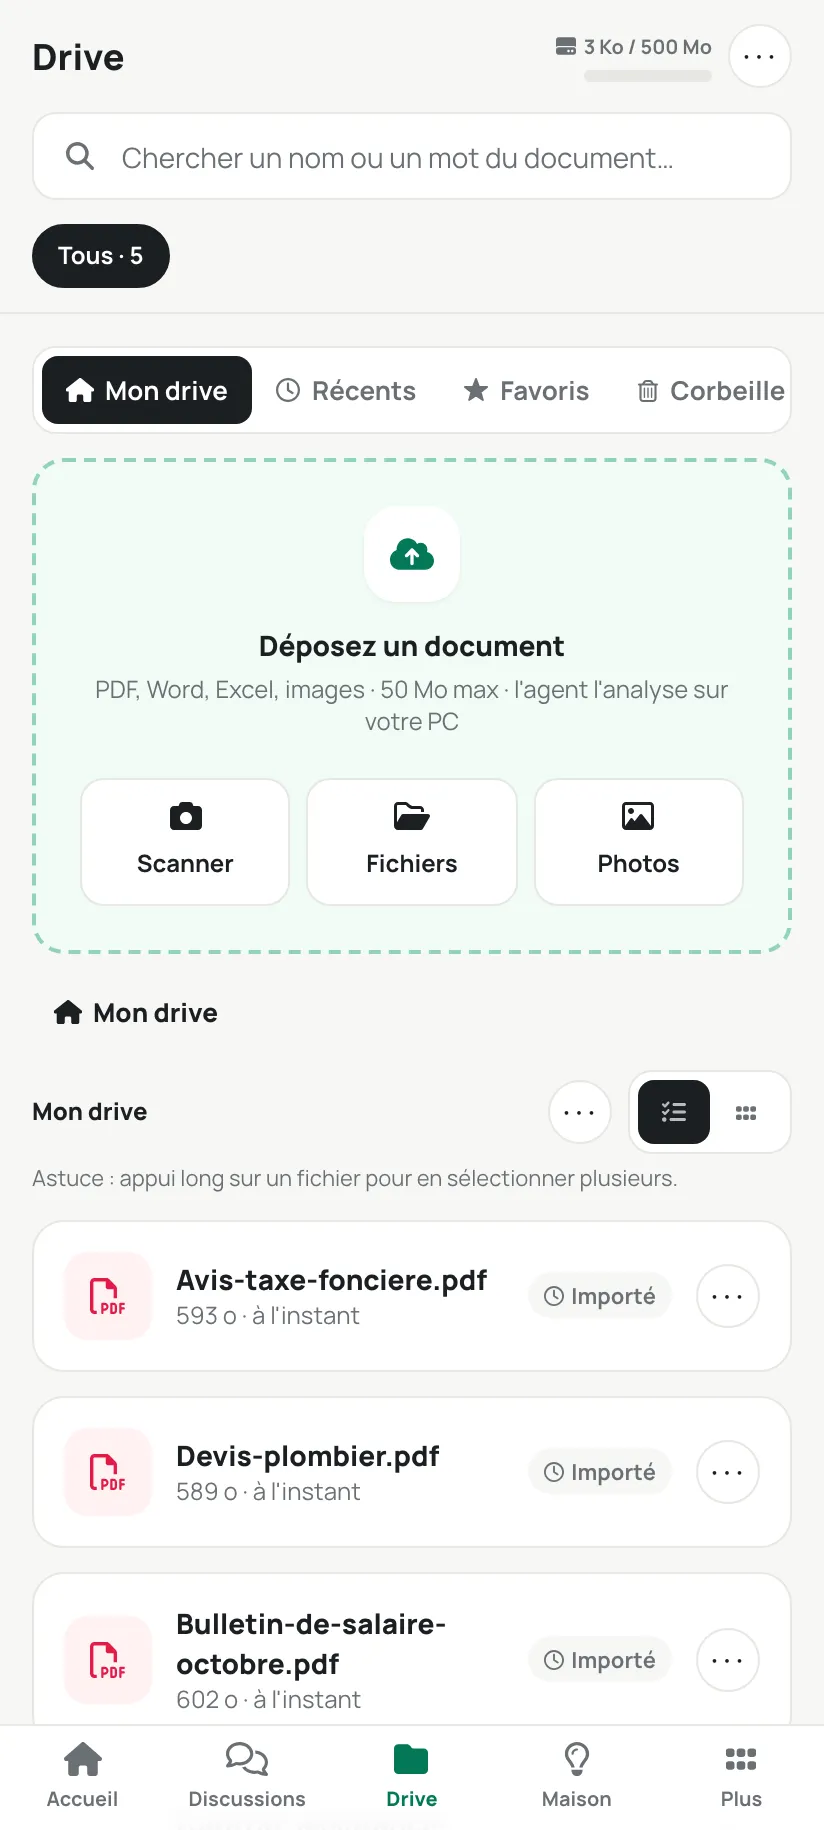 Drive
3 Ko / 500 Mo
Chercher un nom ou un mot du document...
Tous · 5
Mon drive
Récents
Favoris
Corbeille
Déposez un document
PDF, Word, Excel, images · 50 Mo max · l'agent l'analyse sur
votre PC
Scanner
Fichiers
Photos
Mon drive
Mon drive
Astuce : appui long sur un fichier pour en sélectionner plusieurs.
PDF
Avis-taxe-fonciere.pdf
593 o · à l'instant
Importé
PDF
Devis-plombier.pdf
589 o · à l'instant
Importé
PDF
Bulletin-de-salaire-
octobre.pdf
602 o · à l'instant
Importé
Accueil
Discussions
Drive
Maison
Plus